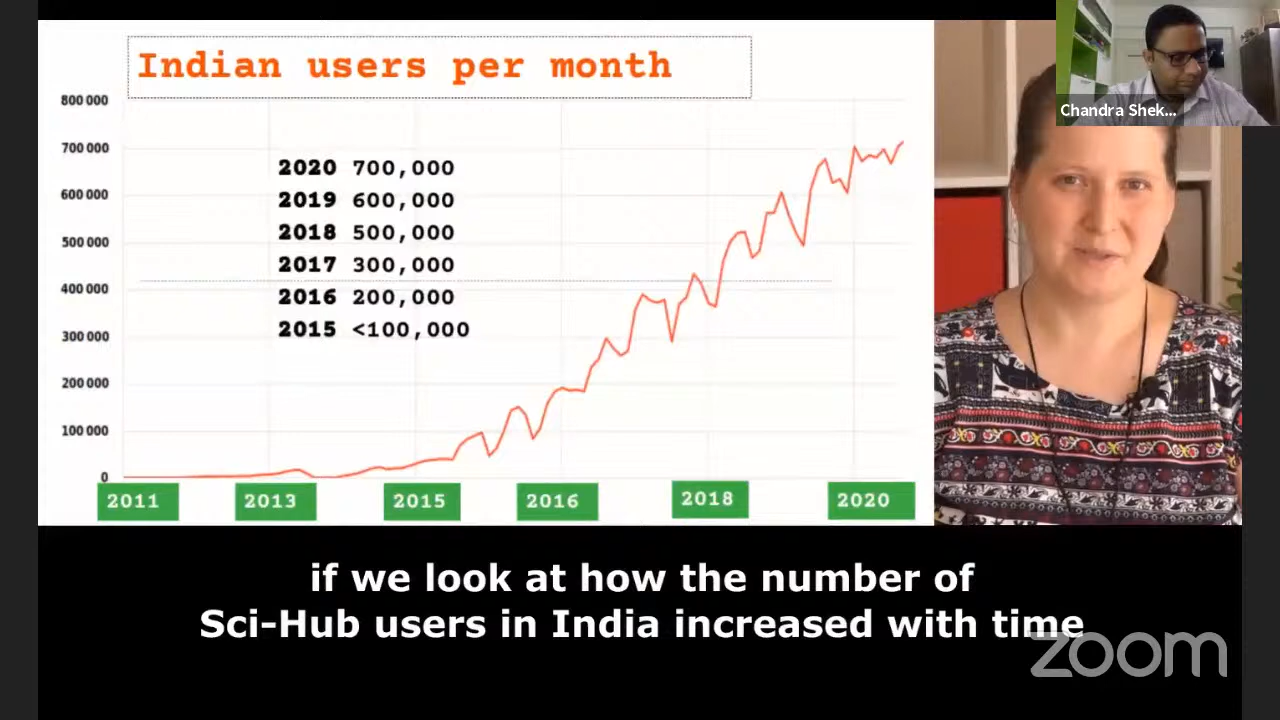 Indian users per month
800 000
700 000
600 000
500 000
400 000
300 000
200 000
100 000
0
2020 700,000
2019 600,000
2018 500,000
2017 300,000
2016 200,000
2015 <100,000
2011 2013 2015 2016 2018 2020
Chandra Shek...
if we look at how the number of
Sci-Hub users in India increased with time
zoom